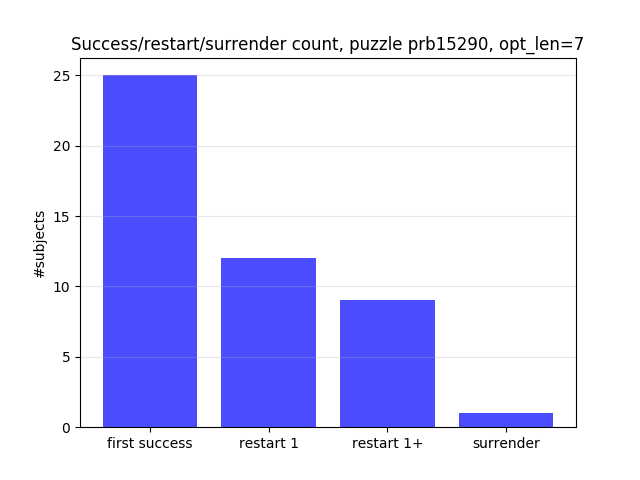 Success/restart/surrender count, puzzle prb15290, opt_len=7
#subjects
25
20
15
10
5
0
first success
restart 1
restart 1+
surrender